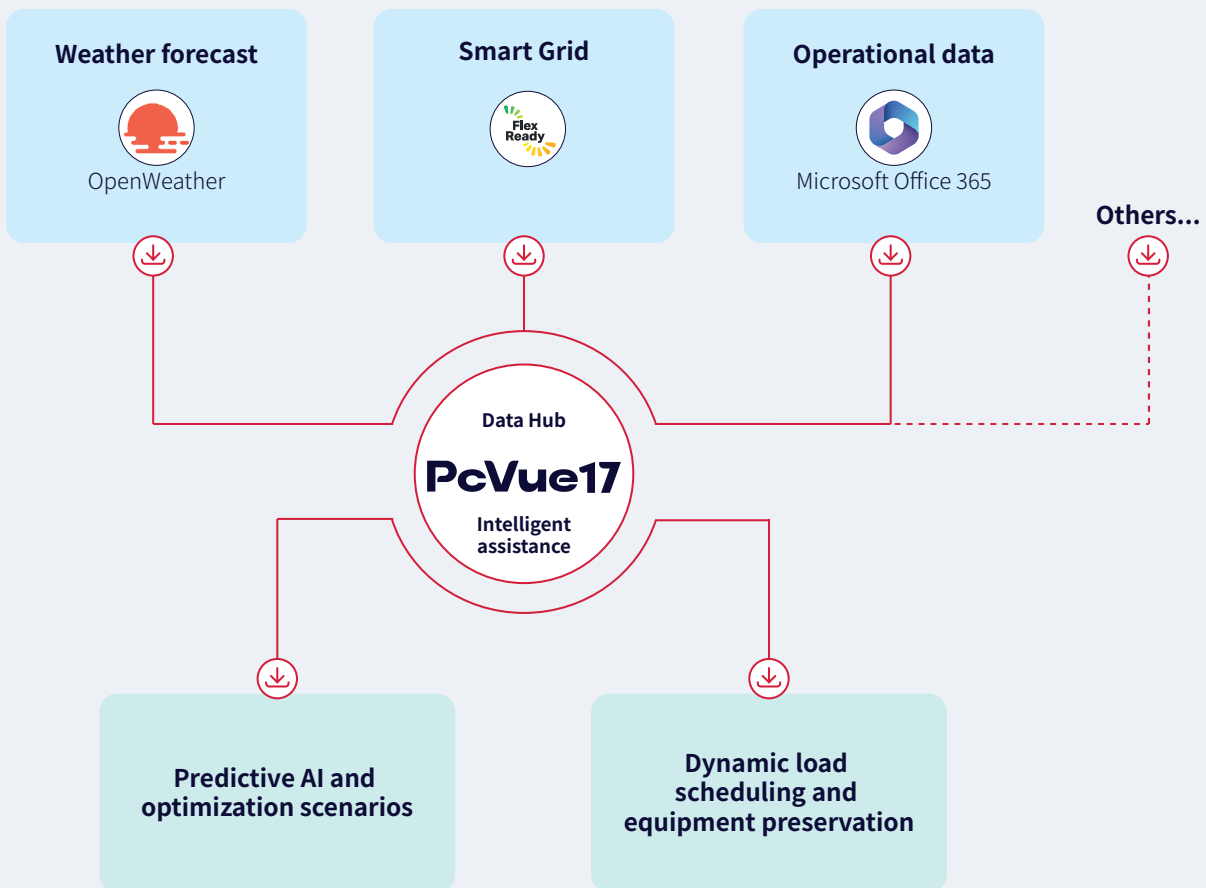 Weather forecast
OpenWeather
Smart Grid
Flex
Ready
Operational data
Microsoft Office 365
Others...
Data Hub
PcVue17
Intelligent
assistance
Predictive AI and
optimization scenarios
Dynamic load
scheduling and
equipment preservation